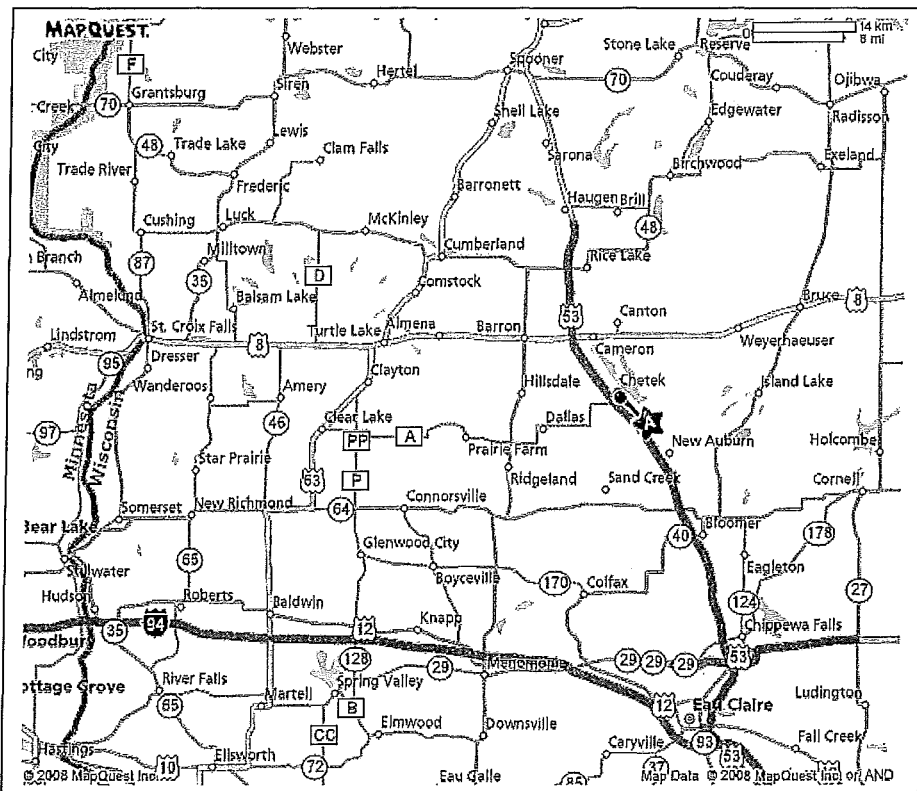 MAPQUEST.
0 14 km
8 mi
City
F
Webster
Stone Lake
Reserve
Spooner
Hertel
70
Couderay
Ojibwa
Siren
Creek
70
Grantsburg
Shell Lake
Edgewater
Radisson
City
48
Lewis
Trade Lake
Clam Falls
Sarona
Exeland
Trade River
Frederic
Barronett
Birchwood
Haugen
Brill
48
Cushing
Luck
McKinley
Milltown
Cumberland
Rice Lake
Branch
87
35
D
Comstock
Almelund
Balsam Lake
53
Canton
Bruce
8
Lindstrom
St. Croix Falls
8
Turtle Lake
Almena
Barron
Cameron
Weyerhaeuser
95
Dresser
Clayton
Wanderoos
Amery
Hillsdale
Chetek
Island Lake
97
46
Clear Lake
Dallas
A
PP
A
Prairie Farm
New Auburn
Holcombe
Minnesota
Wisconsin
Star Prairie
63
P
Ridgeland
Sand Creek
Cornell
Somerset
New Richmond
64
Connorsville
Bear Lake
40
Bloomer
178
Stillwater
65
Glenwood City
Boyceville
170
Colfax
Eagleton
27
Hudson
Roberts
Baldwin
124
35
94
12
Knapp
Chippewa Falls
Woodbury
128
29
Menomonie
29
29
29
53
ottage Grove
River Falls
Martell
Spring Valley
12
Eau Claire
Ludington
65
B
Elmwood
Downsville
CC
93
Hastings
10
Ellsworth
72
Caryville
53
Fall Creek
Eau Galle
85
37
© 2008 MapQuest Inc.
Map Data © 2008 MapQuest Inc. or AND